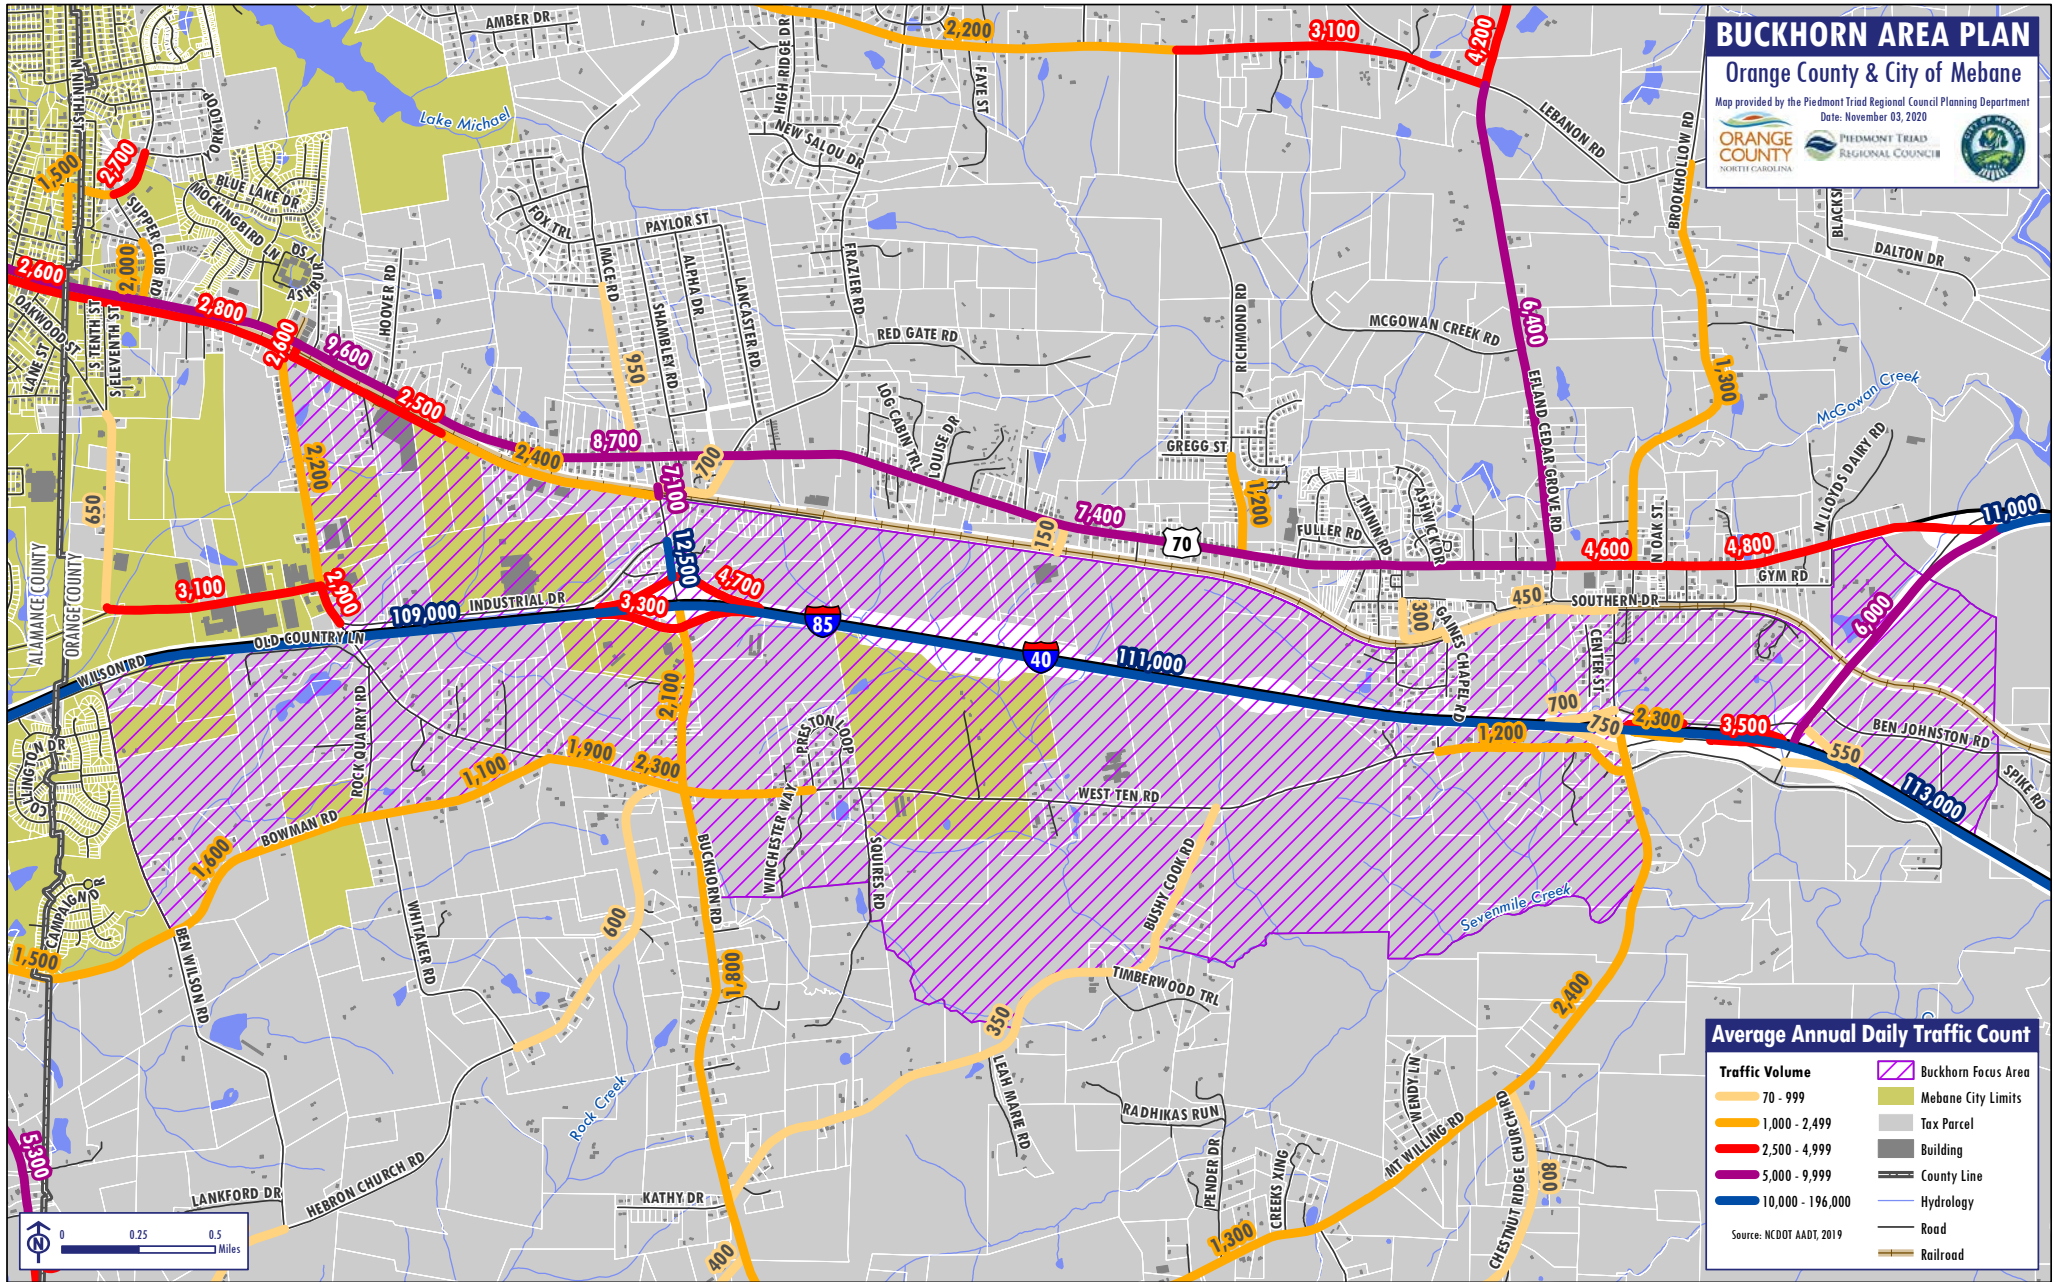 BUCKHORN AREA PLAN
Orange County & City of Mebane
Map provided by the Piedmont Triad Regional Council Planning Department
Date: November 03, 2020
ORANGE COUNTY
NORTH CAROLINA
PIEDMONT TRIAD
REGIONAL COUNCIL
CITY OF MEBANE
AMBER DR
HIGH RIDGE DR
2,200
FAYE ST
3,100
4,200
N NINTH ST
YORK LOOP
Lake Michael
NEW SALOU DR
LEBANON RD
BROOKHOLLOW RD
1,500
2,700
BLUE LAKE DR
MOCKINGBIRD LN
SUPPER CLUB RD
FOX TRL
PAYLOR ST
MACE RD
ALPHA DR
LANCASTER RD
SHAMBLEY RD
FRAZIER RD
DALTON DR
2,600
2,000
HOOVER RD
OAKWOOD ST
LANE ST
S TENTH ST
S ELEVENTH ST
2,800
2,600
9,600
2,500
950
RED GATE RD
RICHMOND RD
MCGOWAN CREEK RD
6,400
1,300
McGowan Creek
EFLAND CEDAR GROVE RD
LOG CABIN TRL
LOUSE DR
GREGG ST
8,700
2,400
700
7,100
2,200
650
N LLOYDS DAIRY RD
1,200
TINNIN RD
ASHWICK DR
FULLER RD
N OAK ST
7,400
150
70
4,600
4,800
11,000
GYM RD
12,500
4,700
3,300
ALAMANCE COUNTY
ORANGE COUNTY
3,100
2,900
109,000
INDUSTRIAL DR
OLD COUNTRY LN
WILSON RD
85
40
111,000
300
450
SOUTHERN DR
GAINES CHAPEL RD
CENTER ST
6,000
2,100
ROCK QUARRY RD
PRESTON LOOP
700
750
2,300
3,500
1,200
550
BEN JOHNSTON RD
SPIKE RD
113,000
COLLINGTON DR
1,900
2,300
1,100
WEST TEN RD
BOWMAN RD
1,600
WINCHESTER WAY
SQUIRES RD
BUCKHORN RD
BUSHY COOK RD
Sevenmile Creek
CAMPAIGN DR
1,500
BEN WILSON RD
WHITAKER RD
600
1,800
350
TIMBERWOOD TRL
2,400
Rock Creek
LEAH MARIE RD
RADHIKAS RUN
WENDY LN
MT WILLING RD
PENDER DR
CREEKS XING
CHESTNUT RIDGE CHURCH RD
800
5,300
LANKFORD DR
HEBRON CHURCH RD
KATHY DR
400
1,300
N
0 0.25 0.5
Miles
Average Annual Daily Traffic Count
Traffic Volume
70 - 999
1,000 - 2,499
2,500 - 4,999
5,000 - 9,999
10,000 - 196,000
Source: NCDOT AADT, 2019
Buckhorn Focus Area
Mebane City Limits
Tax Parcel
Building
County Line
Hydrology
Road
Railroad